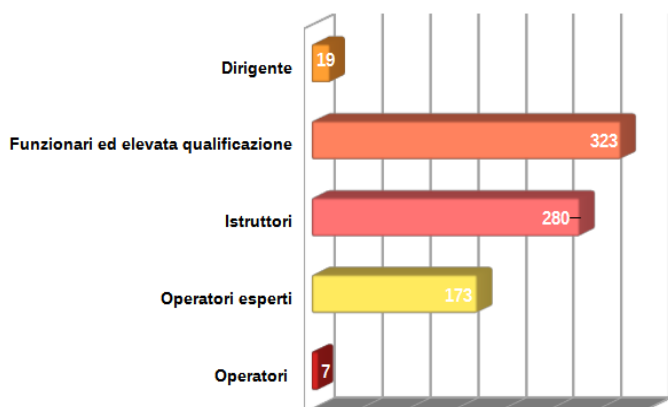 Dirigente 19
Funzionari ed elevata qualificazione 323
Istruttori 280
Operatori esperti 173
Operatori 7